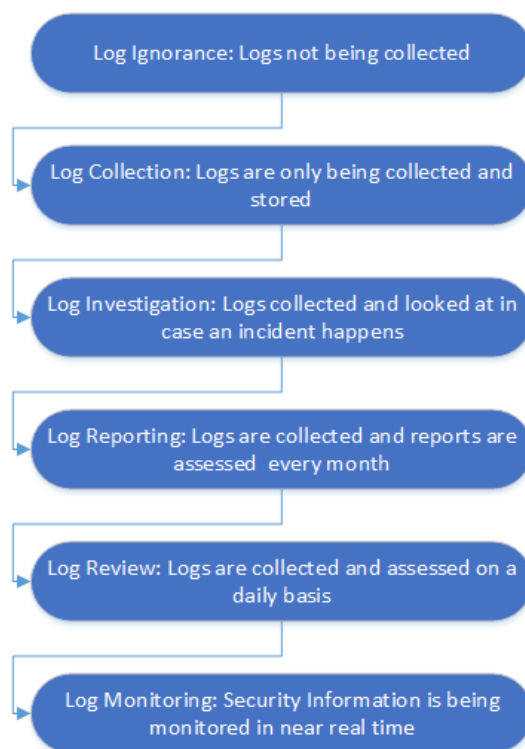 Log Ignorance: Logs not being collected
Log Collection: Logs are only being collected and
stored
Log Investigation: Logs collected and looked at in
case an incident happens
Log Reporting: Logs are collected and reports are
assessed  every month
Log Review: Logs are collected and assessed on a
daily basis
Log Monitoring: Security Information is being
monitored in near real time